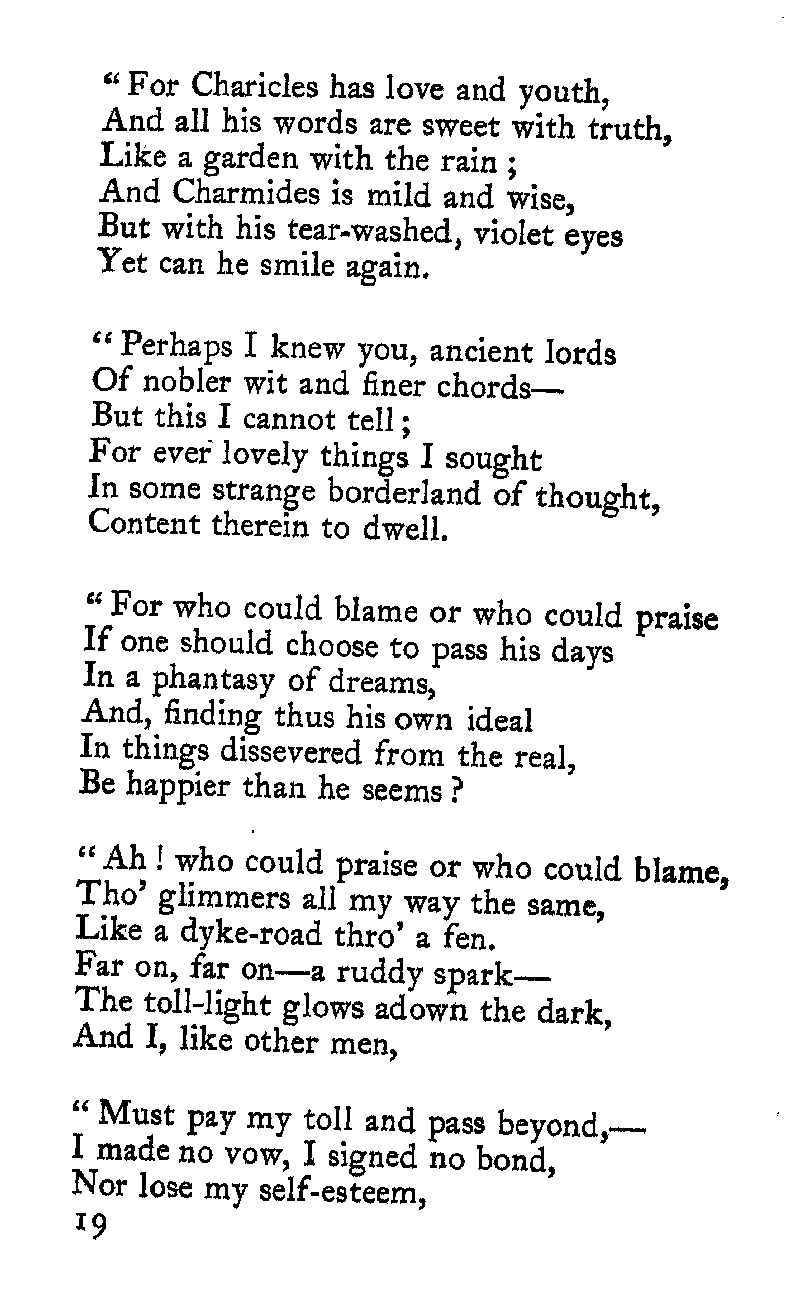 “ For Charicles has love and youth,
And all his words are sweet with truth,
Like a garden with the rain ;
And Charmides is mild and wise,
But with his tear-washed, violet eyes
Yet can he smile again.
“ Perhaps I knew you, ancient lords
Of nobler wit and finer chords—
But this I cannot tell ;
For ever lovely things I sought
In some strange borderland of thought,
Content therein to dwell.
“ For who could blame or who could praise
If one should choose to pass his days
In a phantasy of dreams,
And, finding thus his own ideal
In things dissevered from the real,
Be happier than he seems ?
“ Ah ! who could praise or who could blame,
Tho’ glimmers all my way the same,
Like a dyke-road thro’ a fen.
Far on, far on—a ruddy spark—
The toll-light glows adown the dark,
And I, like other men,
“ Must pay my toll and pass beyond,—
I made no vow, I signed no bond,
Nor lose my self-esteem,
19